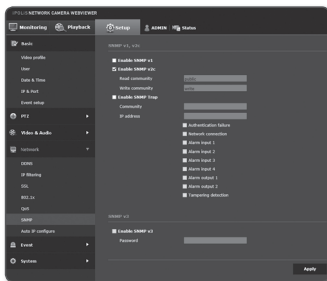 iPOLiS NETWORK CAMERA WEBVIEWER
Monitoring Playback Setup ADMIN Status
Basic
Video profile
User
Date & Time
IP & Port
Event setup
PTZ
Video & Audio
Network
DDNS
IP filtering
SSL
802.1x
QoS
SNMP
Auto IP configure
Event
System
SNMP v1, v2c
Enable SNMP v1
Enable SNMP v2c
Read community public
Write community write
Enable SNMP Trap
Community
IP address
Authentication failure
Network connection
Alarm input 1
Alarm input 2
Alarm input 3
Alarm input 4
Alarm output 1
Alarm output 2
Tampering detection
SNMP v3
Enable SNMP v3
Password
Apply